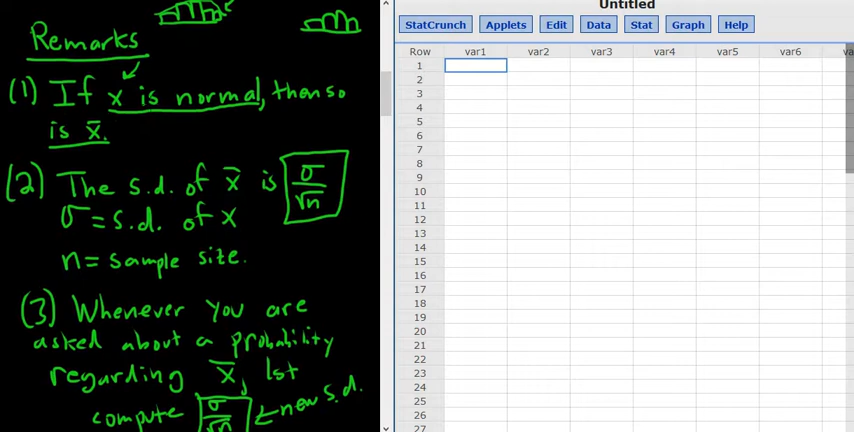 Remarks
(1) If x is normal, then so
is x̄.
(2) The s.d. of x̄ is σ/√n
σ = s.d. of x
n = sample size.
(3) Whenever you are
asked about a probability
regarding x̄, 1st
compute σ/√n ← new s.d.
Untitled
StatCrunch Applets Edit Data Stat Graph Help
Row var1 var2 var3 var4 var5 var6 va
1
2
3
4
5
6
7
8
9
10
11
12
13
14
15
16
17
18
19
20
21
22
23
24
25
26
27